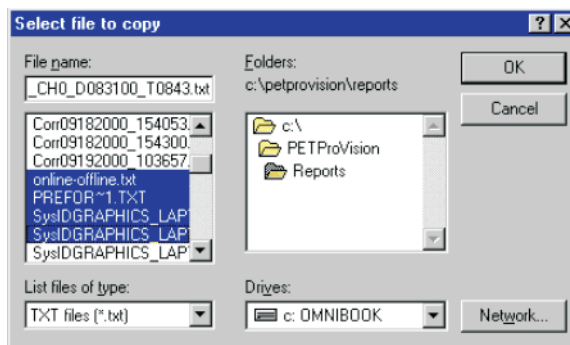 Select file to copy
File name:
_CH0_D083100_T0843.txt
Corr09182000_154053.
Corr09182000_154300.
Corr09192000_103657.
online-offline.txt
PREFOR~1.TXT
SysIDGRAPHICS_LAP
SysIDGRAPHICS_LAP
SysIDGRAPHICS_LAP
List files of type:
TXT files (*.txt)
Folders:
c:\petprovision\reports
c:\
PETProVision
Reports
Drives:
c: OMNIBOOK
OK
Cancel
Network...